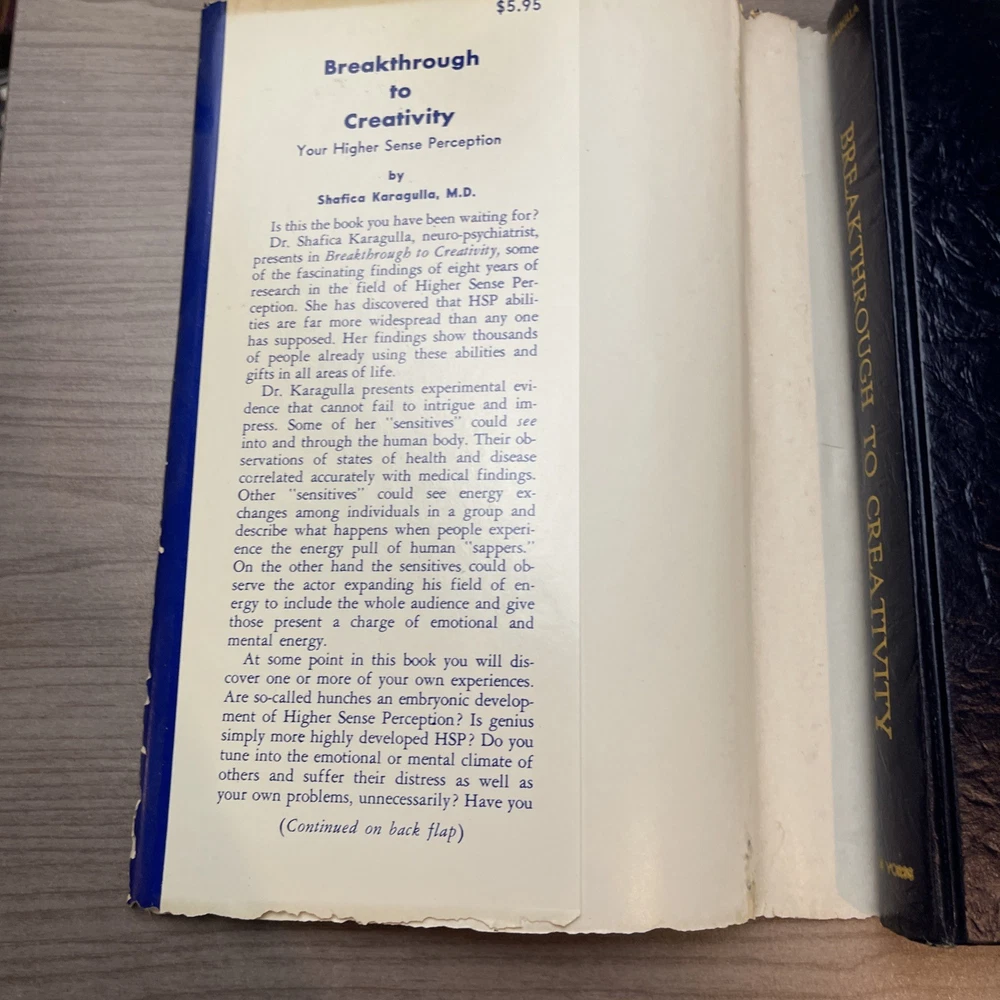 $5.95
Breakthrough
to
Creativity
Your Higher Sense Perception
by
Shafica Karagulla, M.D.
Is this the book you have been waiting for?
Dr. Shafica Karagulla, neuro-psychiatrist,
presents in Breakthrough to Creativity, some
of the fascinating findings of eight years of
research in the field of Higher Sense Per-
ception. She has discovered that HSP abili-
ties are far more widespread than any one
has supposed. Her findings show thousands
of people already using these abilities and
gifts in all areas of life.
Dr. Karagulla presents experimental evi-
dence that cannot fail to intrigue and im-
press. Some of her "sensitives" could see
into and through the human body. Their ob-
servations of states of health and disease
correlated accurately with medical findings.
Other "sensitives" could see energy ex-
changes among individuals in a group and
describe what happens when people experi-
ence the energy pull of human "sappers."
On the other hand the sensitives could ob-
serve the actor expanding his field of en-
ergy to include the whole audience and give
those present a charge of emotional and
mental energy.
At some point in this book you will dis-
cover one or more of your own experiences.
Are so-called hunches an embryonic develop-
ment of Higher Sense Perception? Is genius
simply more highly developed HSP? Do you
tune into the emotional or mental climate of
others and suffer their distress as well as
your own problems, unnecessarily? Have you
(Continued on back flap)
BREAKTHROUGH TO CREATIVITY